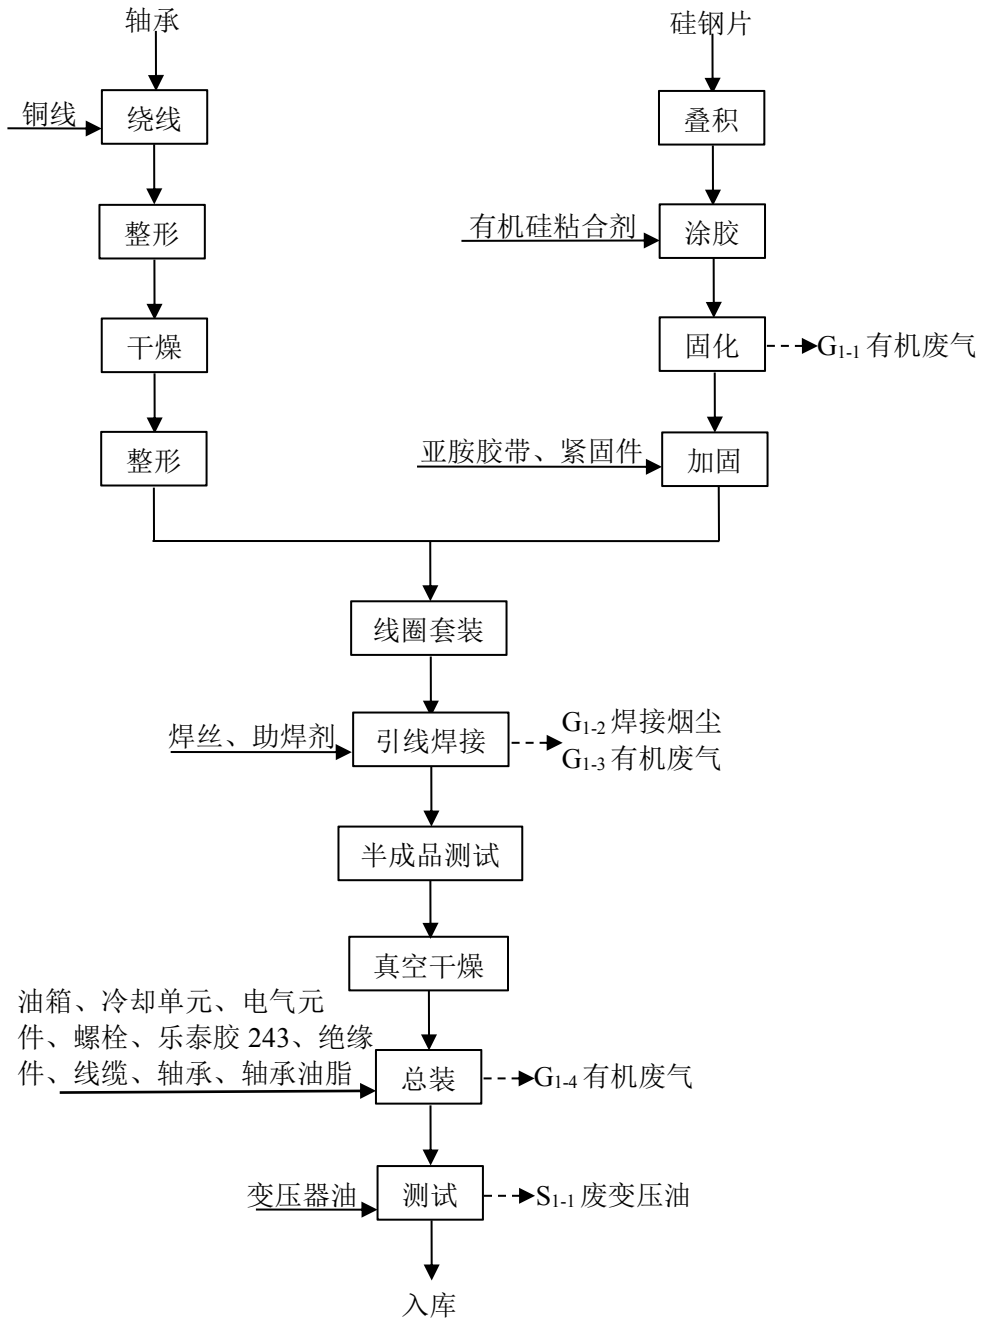 轴承
硅钢片
铜线
绕线
叠积
整形
有机硅粘合剂
涂胶
干燥
固化
G1-1 有机废气
整形
亚胺胶带、紧固件
加固
线圈套装
焊丝、助焊剂
引线焊接
G1-2 焊接烟尘
G1-3 有机废气
半成品测试
真空干燥
油箱、冷却单元、电气元
件、螺栓、乐泰胶 243、绝缘
件、线缆、轴承、轴承油脂
总装
G1-4 有机废气
变压器油
测试
S1-1 废变压油
入库